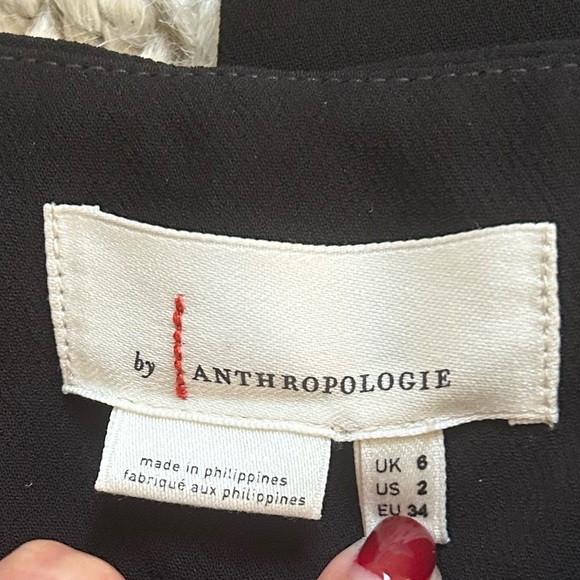 by ANTHROPOLOGIE
made in philippines
fabriqué aux philippines
UK 6
US 2
EU 34